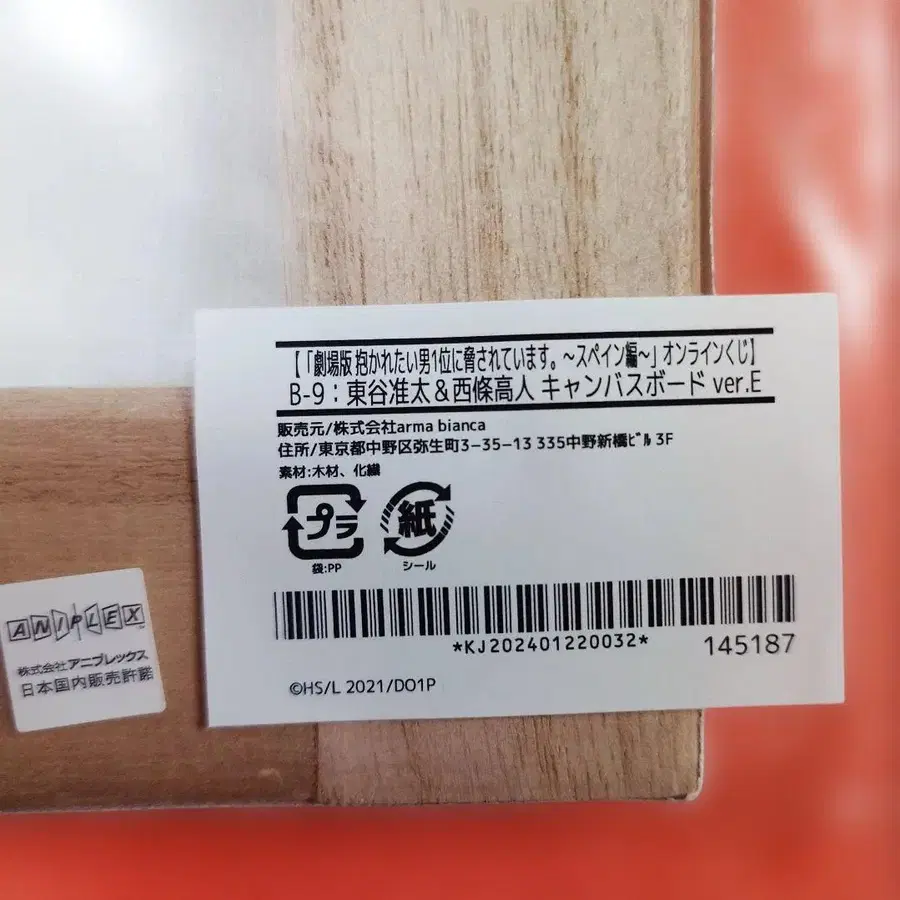 【「劇場版 抱かれたい男1位に脅されています。～スペイン編～」オンラインくじ】
B-9：東谷准太＆西條高人 キャンバスボード ver.E
販売元/株式会社arma bianca
住所/東京都中野区弥生町3-35-13 335中野新橋ﾋﾞﾙ 3F
素材:木材、化繊
プラ 紙
袋:PP シール
*KJ202401220032* 145187
©HS/L 2021/DO1P
ANIPLEX
株式会社アニプレックス
日本国内販売許諾